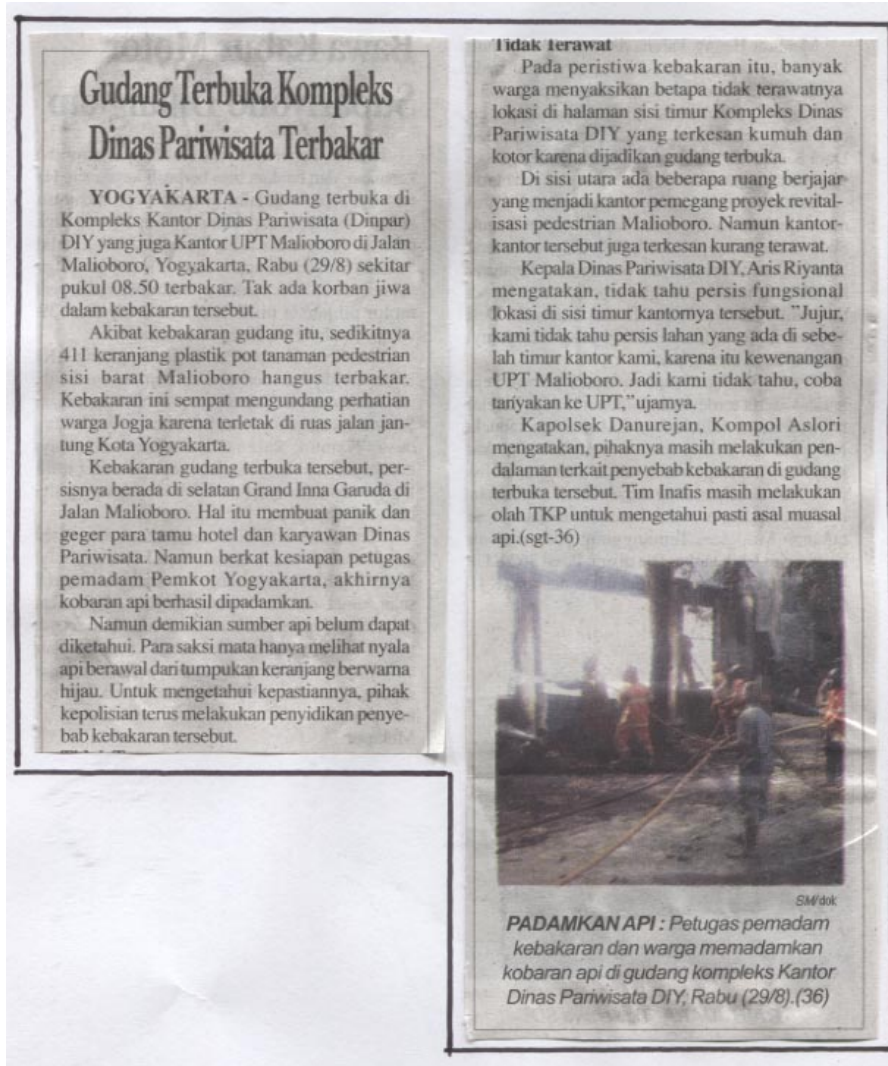 Gudang Terbuka Kompleks
Dinas Pariwisata Terbakar
YOGYAKARTA - Gudang terbuka di
Kompleks Kantor Dinas Pariwisata (Dinpar)
DIY yang juga Kantor UPT Malioboro di Jalan
Malioboro, Yogyakarta, Rabu (29/8) sekitar
pukul 08.50 terbakar. Tak ada korban jiwa
dalam kebakaran tersebut.
Akibat kebakaran gudang itu, sedikitnya
411 keranjang plastik pot tanaman pedestrian
sisi barat Malioboro hangus terbakar.
Kebakaran ini sempat mengundang perhatian
warga Jogja karena terletak di ruas jalan jan-
tung Kota Yogyakarta.
Kebakaran gudang terbuka tersebut, per-
sisnya berada di selatan Grand Inna Garuda di
Jalan Malioboro. Hal itu membuat panik dan
geger para tamu hotel dan karyawan Dinas
Pariwisata. Namun berkat kesiapan petugas
pemadam Pemkot Yogyakarta, akhirnya
kobaran api berhasil dipadamkan.
Namun demikian sumber api belum dapat
diketahui. Para saksi mata hanya melihat nyala
api berawal dari tumpukan keranjang berwarna
hijau. Untuk mengetahui kepastiannya, pihak
kepolisian terus melakukan penyidikan penye-
bab kebakaran tersebut.
Tidak Terawat
Pada peristiwa kebakaran itu, banyak
warga menyaksikan betapa tidak terawatnya
lokasi di halaman sisi timur Kompleks Dinas
Pariwisata DIY yang terkesan kumuh dan
kotor karena dijadikan gudang terbuka.
Di sisi utara ada beberapa ruang berjajar
yang menjadi kantor pemegang proyek revital-
isasi pedestrian Malioboro. Namun kantor-
kantor tersebut juga terkesan kurang terawat.
Kepala Dinas Pariwisata DIY, Aris Riyanta
mengatakan, tidak tahu persis fungsional
lokasi di sisi timur kantornya tersebut. "Jujur,
kami tidak tahu persis lahan yang ada di sebe-
lah timur kantor kami, karena itu kewenangan
UPT Malioboro. Jadi kami tidak tahu, coba
tanyakan ke UPT," ujarnya.
Kapolsek Danurejan, Kompol Aslori
mengatakan, pihaknya masih melakukan pen-
dalaman terkait penyebab kebakaran di gudang
terbuka tersebut. Tim Inafis masih melakukan
olah TKP untuk mengetahui pasti asal muasal
api.(sgt-36)
SM/dok
PADAMKAN API : Petugas pemadam
kebakaran dan warga memadamkan
kobaran api di gudang kompleks Kantor
Dinas Pariwisata DIY, Rabu (29/8).(36)